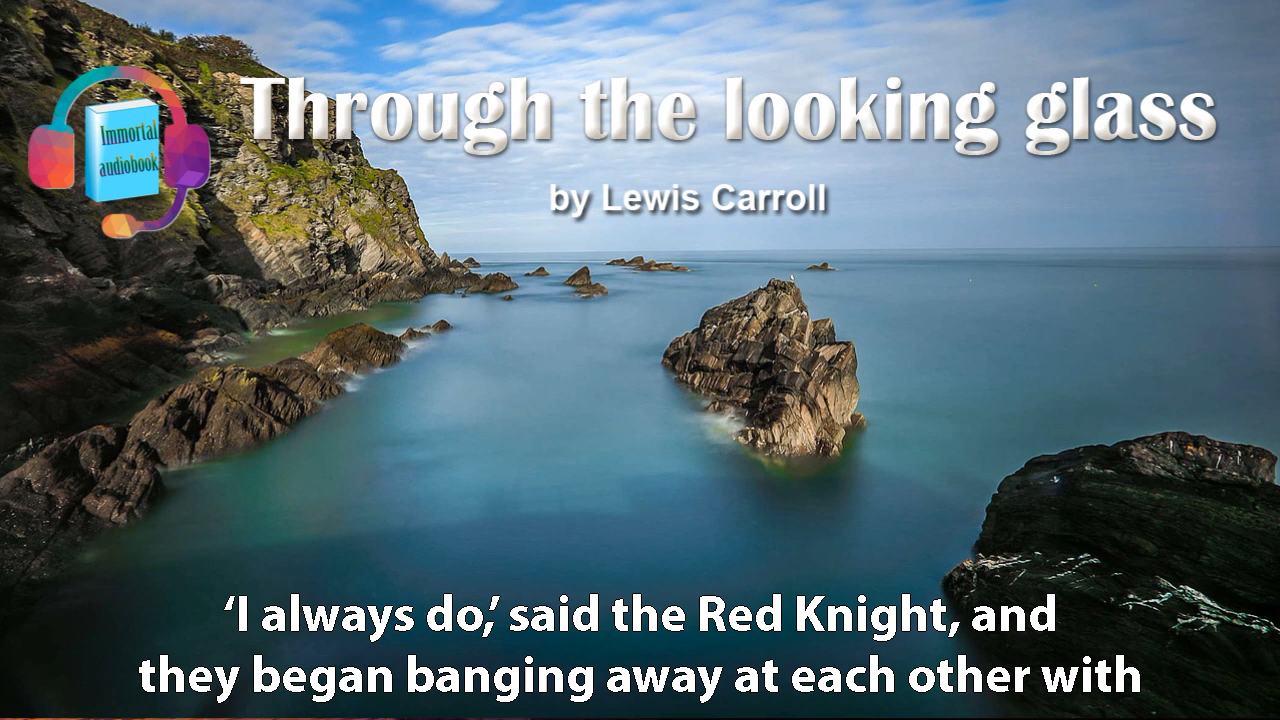 Through the looking glass
Immortal
audiobook
by Lewis Carroll
‘I always do,’ said the Red Knight, and
they began banging away at each other with